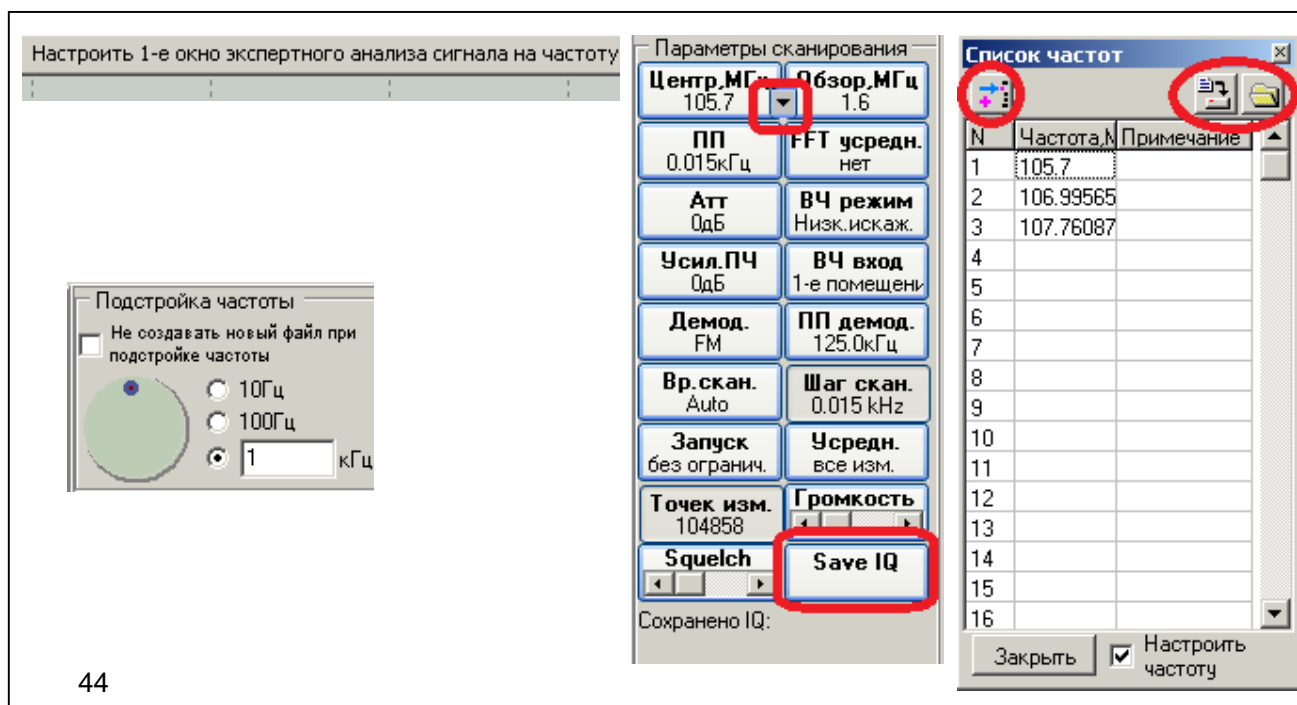 Настроить 1-е окно экспертного анализа сигнала на частоту
Подстройка частоты
Не создавать новый файл при
подстройке частоты
10Гц
100Гц
1 кГц
Параметры сканирования
Центр,МГц Обзор,МГц
105.7 1.6
ПП FFT усредн.
0.015кГц нет
Атт ВЧ режим
0дБ Низк.искаж.
Усил.ПЧ ВЧ вход
0дБ 1-е помещени
Демод. ПП демод.
FM 125.0кГц
Вр.скан. Шаг скан.
Auto 0.015 kHz
Запуск Усредн.
без огранич. все изм.
Точек изм. Громкость
104858
Squelch Save IQ
Сохранено IQ:
Список частот
N Частота,М Примечание
1 105.7
2 106.99565
3 107.76087
4
5
6
7
8
9
10
11
12
13
14
15
16
Закрыть Настроить
частоту
44